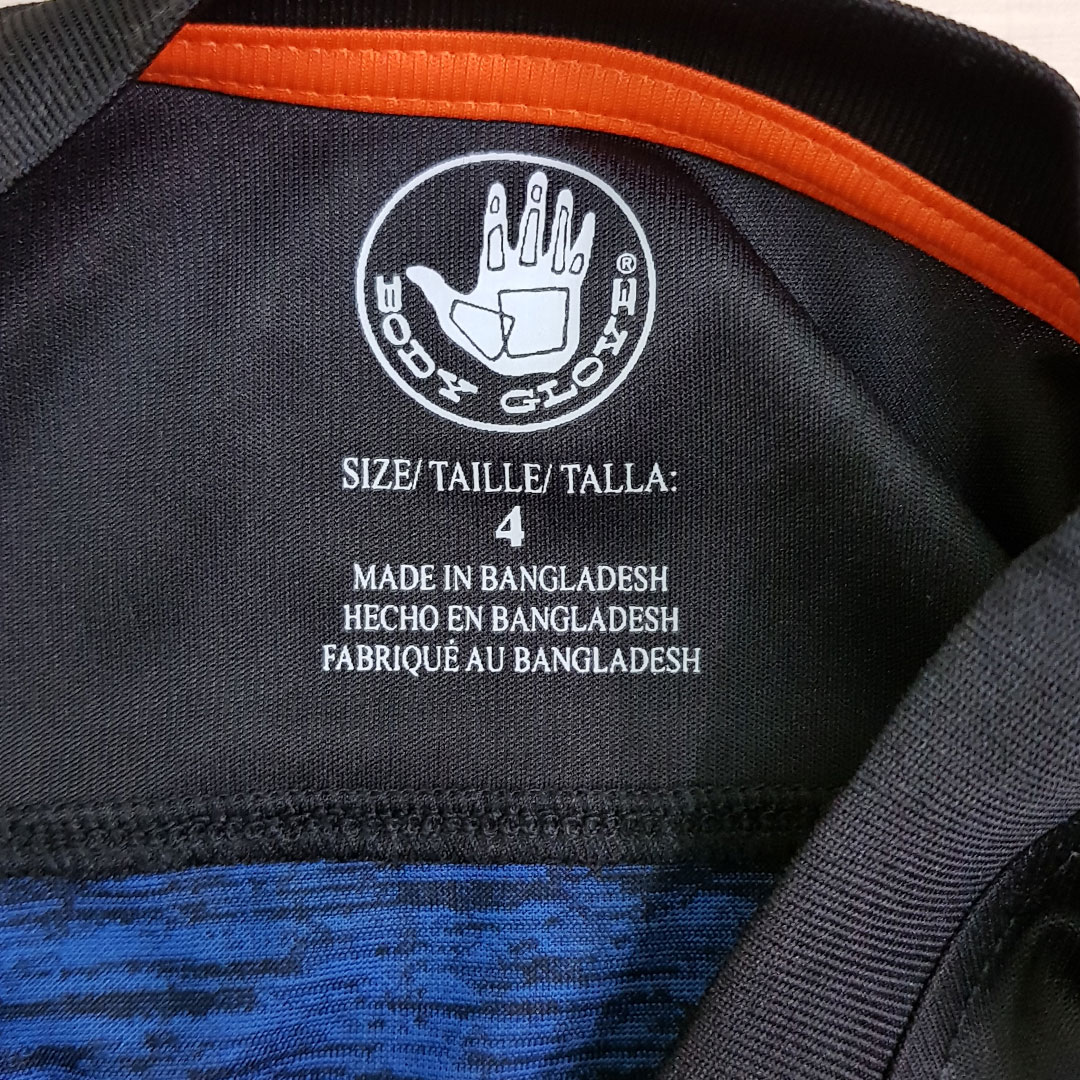 BODY GLOVE ®
SIZE/ TAILLE/ TALLA:
4
MADE IN BANGLADESH
HECHO EN BANGLADESH
FABRIQUÉ AU BANGLADESH